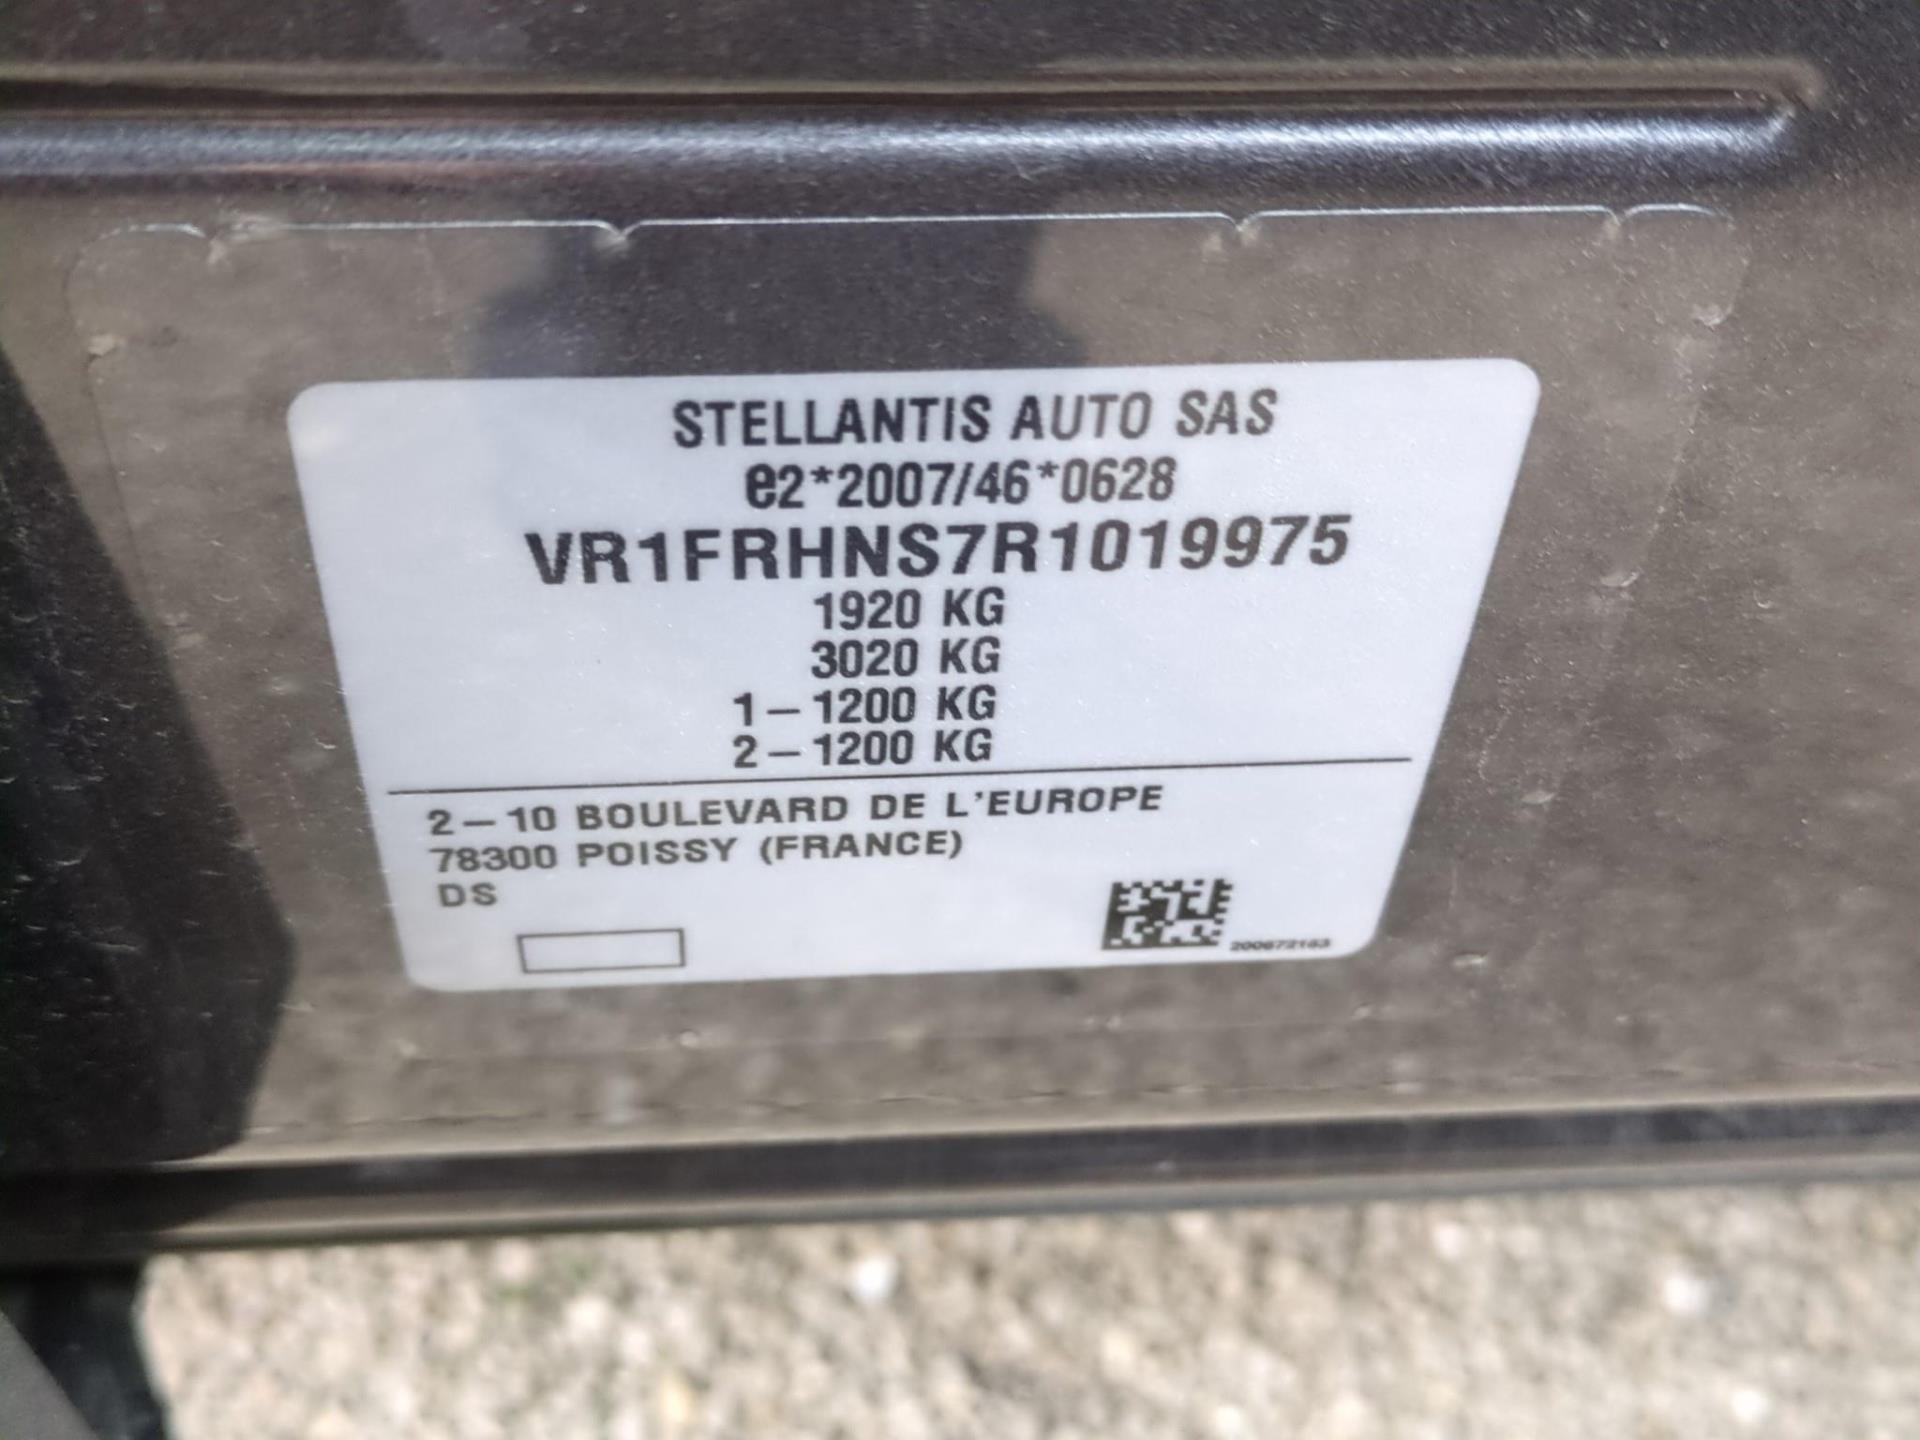 STELLANTIS AUTO SAS
e2*2007/46*0628
VR1FRHNS7R1019975
1920 KG
3020 KG
1-1200 KG
2-1200 KG
2-10 BOULEVARD DE L'EUROPE
78300 POISSY (FRANCE)
DS
200672163